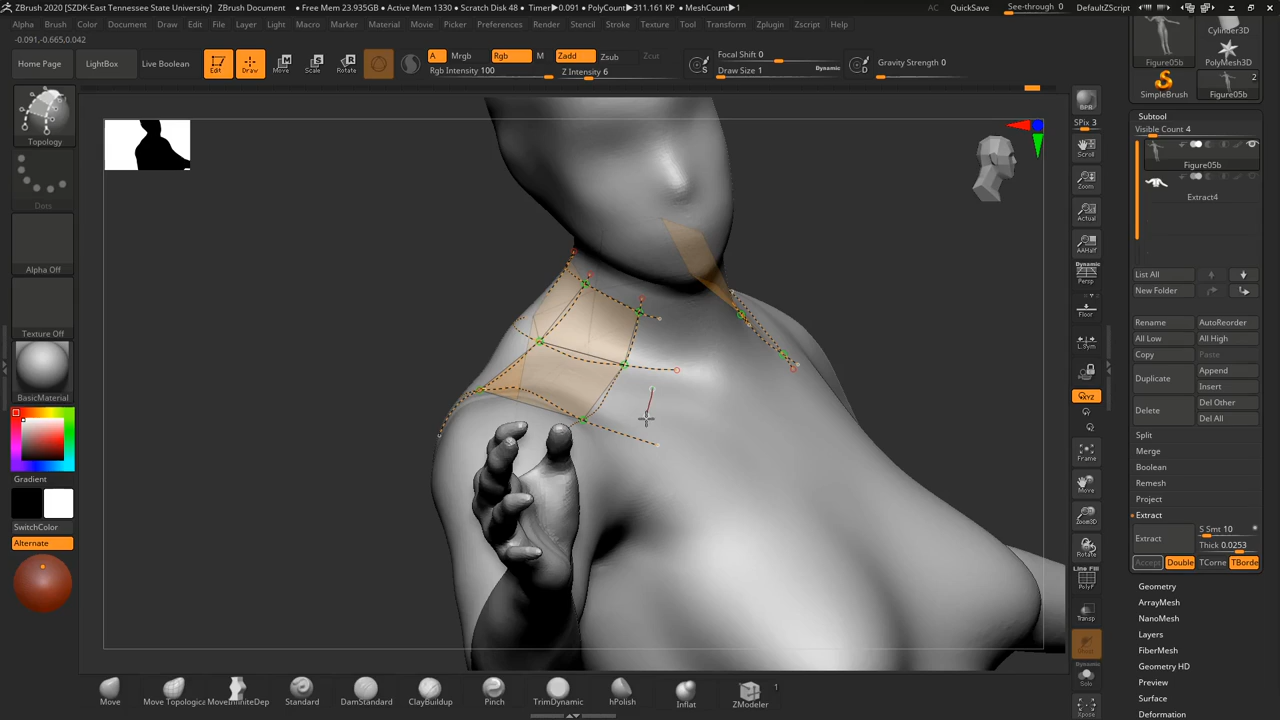 ZBrush 2020 [SZDK-East Tennessee State University] ZBrush Document • Free Mem 23.935GB • Active Mem 1330 • Scratch Disk 48 • Timer▶0.091 • PolyCount▶311.161 KP • MeshCount▶1 AC QuickSave See-through 0 Menus DefaultZScript
Alpha Brush Color Document Draw Edit File Layer Light Macro Marker Material Movie Picker Preferences Render Stencil Stroke Texture Tool Transform Zplugin Zscript
-0.091,-0.665,0.042
Home Page LightBox Live Boolean Edit Draw Move Scale Rotate
A Mrgb Rgb M Zadd Zsub Zcut
Rgb Intensity 100 Z Intensity 6
Focal Shift 0
Draw Size 1 Dynamic
Gravity Strength 0
S
D
Topology
Dots
Alpha Off
Texture Off
BasicMaterial
Gradient
SwitchColor
Alternate
BPR
SPix 3
Scroll
Zoom
Actual
AAHalf
Dynamic
Persp
Floor
L.Sym
XYZ
Frame
Move
Zoom3D
Rotate
Line Fill
PolyF
Transp
Dynamic
Solo
Xpose
Cylinder3D
Figure05b PolyMesh3D
2
SimpleBrush Figure05b
Subtool
Visible Count 4
Figure05b
Extract4
List All
New Folder
Rename AutoReorder
All Low All High
Copy Paste
Duplicate Append
Insert
Delete Del Other
Del All
Split
Merge
Boolean
Remesh
Project
Extract
Extract S Smt 10
Thick 0.0253
Accept Double TCorne TBorde
Geometry
ArrayMesh
NanoMesh
Layers
FiberMesh
Geometry HD
Preview
Surface
Deformation
Move Move Topologic MoveInfiniteDep Standard DamStandard ClayBuildup Pinch TrimDynamic hPolish Inflat ZModeler
1